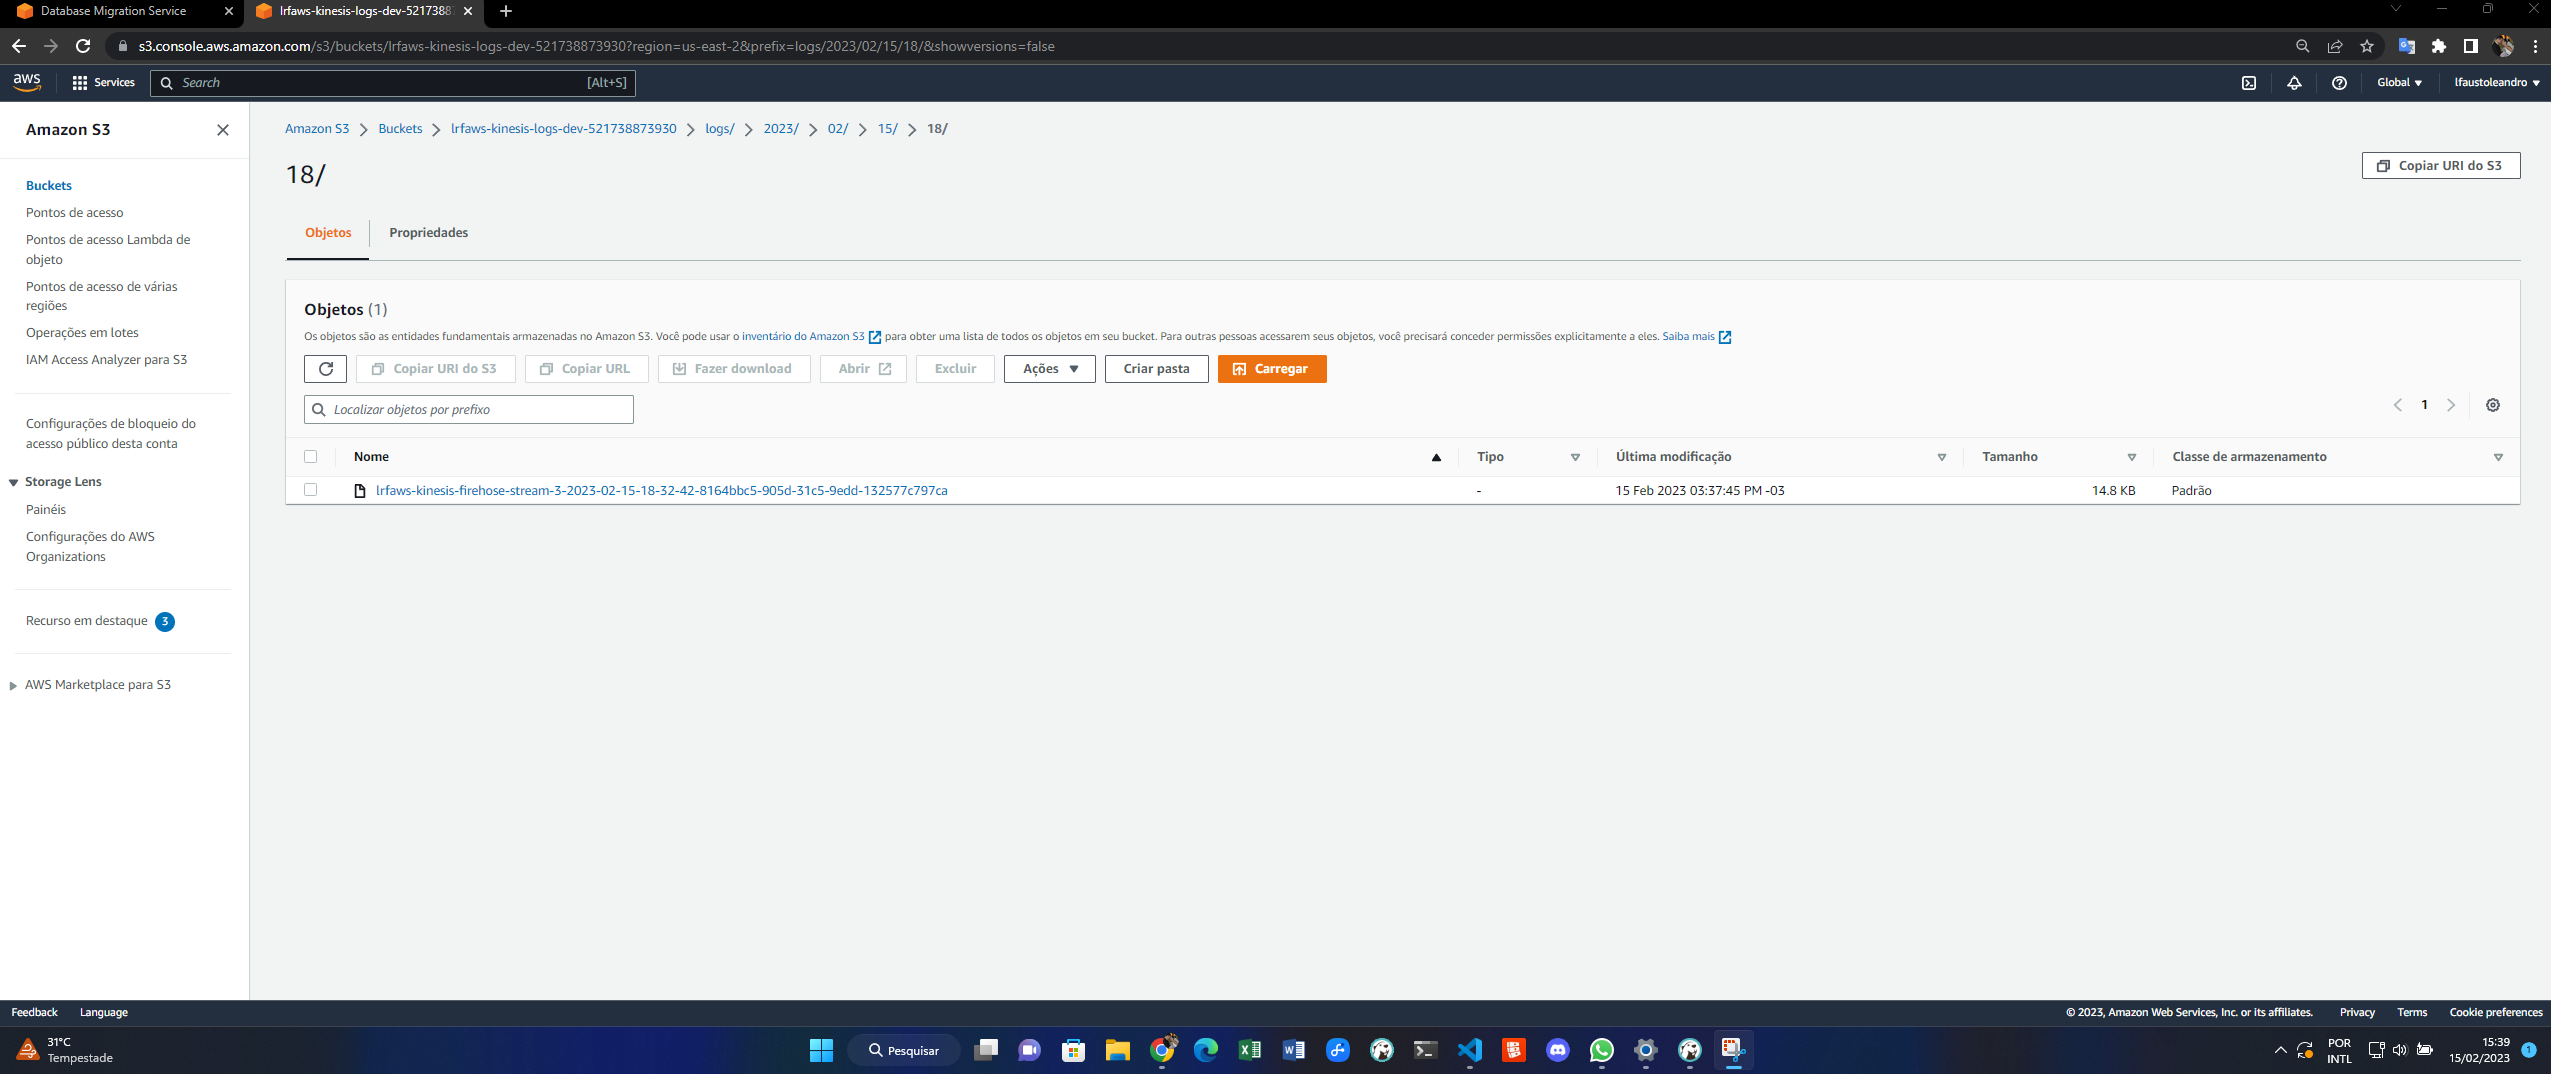 Database Migration Service
lrfaws-kinesis-logs-dev-52173887
s3.console.aws.amazon.com/s3/buckets/lrfaws-kinesis-logs-dev-521738873930?region=us-east-2&prefix=logs/2023/02/15/18/&showversions=false
aws
Services
Search
[Alt+S]
Global
lfaustoleandro
Amazon S3
Buckets
Pontos de acesso
Pontos de acesso Lambda de
objeto
Pontos de acesso de várias
regiões
Operações em lotes
IAM Access Analyzer para S3
Configurações de bloqueio do
acesso público desta conta
Storage Lens
Painéis
Configurações do AWS
Organizations
Recurso em destaque 3
AWS Marketplace para S3
Amazon S3 Buckets lrfaws-kinesis-logs-dev-521738873930 logs/ 2023/ 02/ 15/ 18/
18/
Copiar URI do S3
Objetos Propriedades
Objetos (1)
Os objetos são as entidades fundamentais armazenadas no Amazon S3. Você pode usar o inventário do Amazon S3 para obter uma lista de todos os objetos em seu bucket. Para outras pessoas acessarem seus objetos, você precisará conceder permissões explicitamente a eles. Saiba mais
Copiar URI do S3 Copiar URL Fazer download Abrir Excluir Ações Criar pasta Carregar
Localizar objetos por prefixo
1
Nome Tipo Última modificação Tamanho Classe de armazenamento
lrfaws-kinesis-firehose-stream-3-2023-02-15-18-32-42-8164bbc5-905d-31c5-9edd-132577c797ca - 15 Feb 2023 03:37:45 PM -03 14.8 KB Padrão
Feedback Language
© 2023, Amazon Web Services, Inc. or its affiliates. Privacy Terms Cookie preferences
31°C
Tempestade
Pesquisar
POR
INTL
15:39
15/02/2023
1